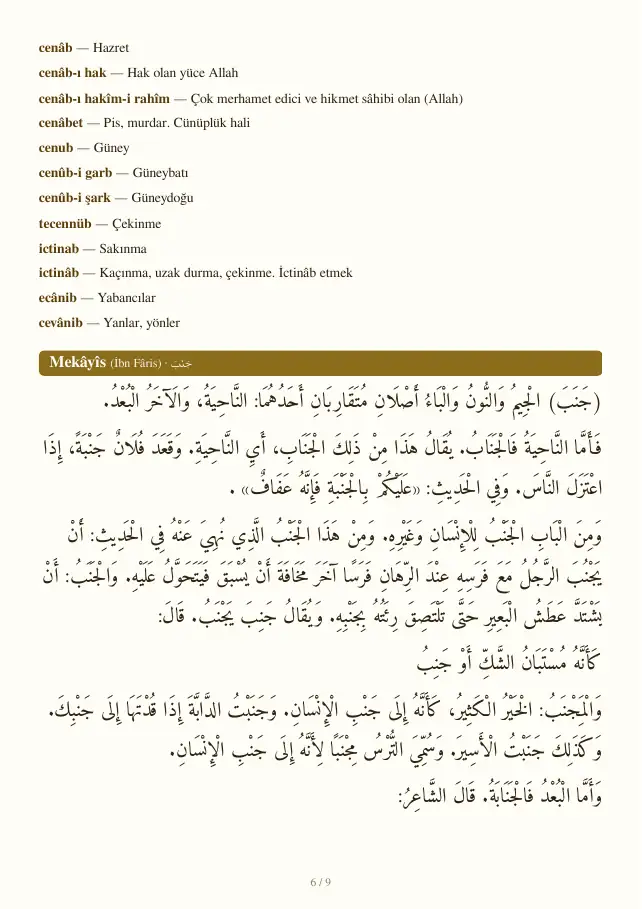 cenâb — Hazret
cenâb-ı hak — Hak olan yüce Allah
cenâb-ı hakîm-i rahîm — Çok merhamet edici ve hikmet sâhibi olan (Allah)
cenâbet — Pis, murdar. Cünüplük hali
cenub — Güney
cenûb-i garb — Güneybatı
cenûb-i şark — Güneydoğu
tecennüb — Çekinme
ictinab — Sakınma
ictinâb — Kaçınma, uzak durma, çekinme. İctinâb etmek
ecânib — Yabancılar
cevânib — Yanlar, yönler
Mekâyîs (İbn Fâris) · جَنْبَ
(جَنَبَ) الْجِيمُ وَالنُّونُ وَالْبَاءُ أَصْلَانِ مُتَقَارِبَانِ أَحَدُهُمَا: النَّاحِيَةُ، وَالْآخَرُ الْبُعْدُ.
فَأَمَّا النَّاحِيَةُ فَالْجَنَابُ. يُقَالُ هَذَا مِنْ ذَلِكَ الْجَنَابِ، أَيِ النَّاحِيَةِ. وَقَعَدَ فُلَانٌ جَنْبَةً، إِذَا
اعْتَزَلَ النَّاسَ. وَفِي الْحَدِيثِ: «عَلَيْكُمْ بِالْجَنْبَةِ فَإِنَّهُ عَفَافٌ» .
وَمِنَ الْبَابِ الْجَنْبُ لِلْإِنْسَانِ وَغَيْرِهِ. وَمِنْ هَذَا الْجَنْبُ الَّذِي نُهِيَ عَنْهُ فِي الْحَدِيثِ: أَنْ
يَجْنُبَ الرَّجُلُ مَعَ فَرَسِهِ عِنْدَ الرِّهَانِ فَرَسًا آخَرَ مَخَافَةَ أَنْ يُسْبَقَ فَيَتَحَوَّلُ عَلَيْهِ. وَالْجَنَبُ: أَنْ
يَشْتَدَّ عَطَشُ الْبَعِيرِ حَتَّى تَلْتَصِقَ رِئَتُهُ بِجَنْبِهِ. وَيُقَالُ جَنِبَ يَجْنَبُ. قَالَ:
كَأَنَّهُ مُسْتَبَانُ الشَّكِّ أَوْ جَنِبُ
وَالْمِجْنَبُ: الْخَيْرُ الْكَثِيرُ، كَأَنَّهُ إِلَى جَنْبِ الْإِنْسَانِ. وَجَنَبْتُ الدَّابَّةَ إِذَا قُدْتَهَا إِلَى جَنْبِكَ.
وَكَذَلِكَ جَنَبْتُ الْأَسِيرَ. وَسُمِّيَ التُّرْسُ مِجْنَبًا لِأَنَّهُ إِلَى جَنْبِ الْإِنْسَانِ.
وَأَمَّا الْبُعْدُ فَالْجَنَابَةُ. قَالَ الشَّاعِرُ:
6 / 9